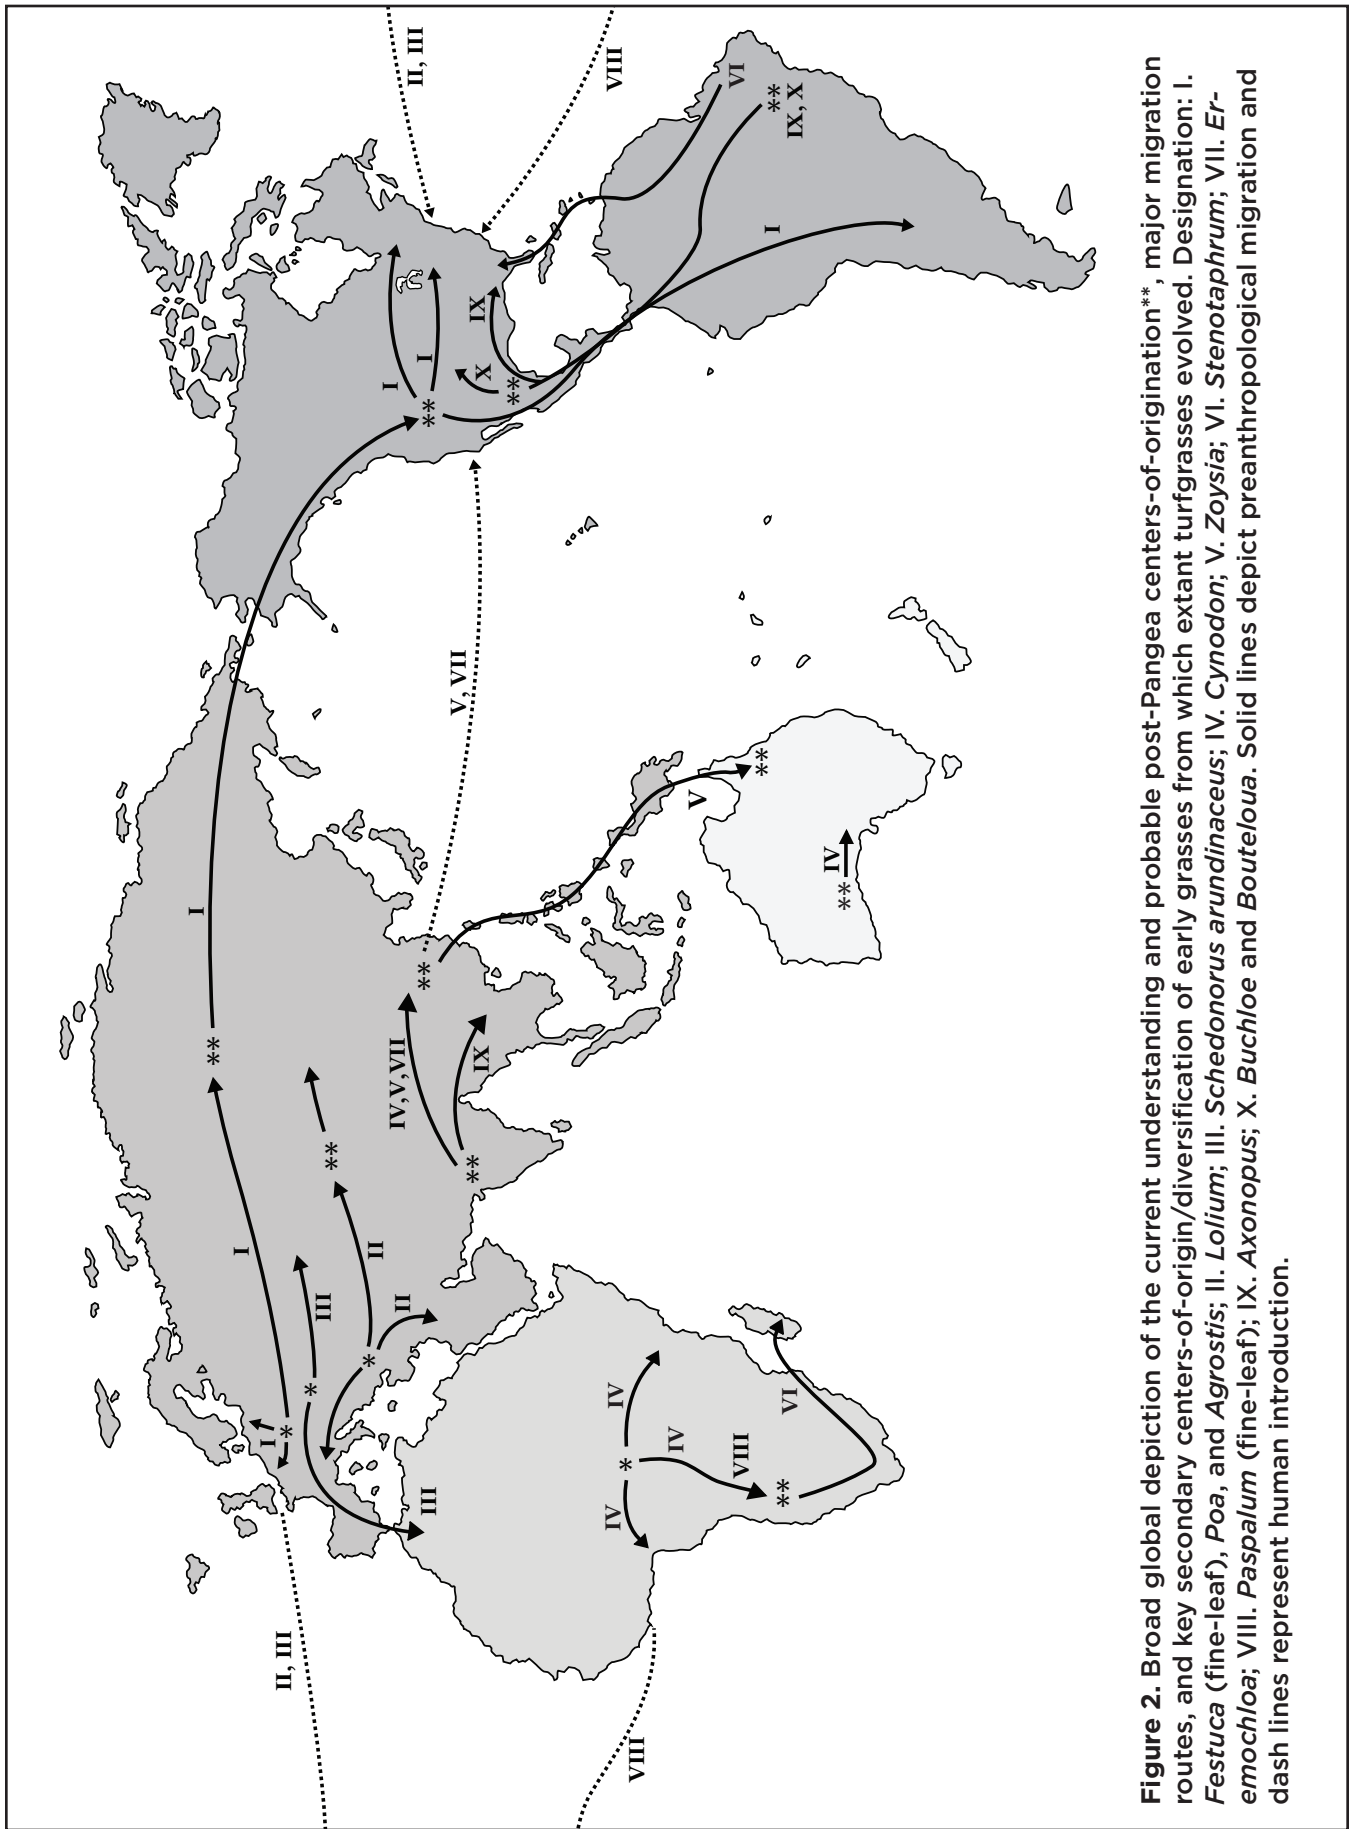 I
I
I
II, III
III
II
I
II
IV,V,VII
II, III
I
III
V, VII
IX
IX
X
IV
IV
VIII
VIII
IV
V
VI
VIII
I
VI
IX, X
IV
Figure 2. Broad global depiction of the current understanding and probable post-Pangea centers-of-origination**, major migration
routes, and key secondary centers-of-origin/diversification of early grasses from which extant turfgrasses evolved. Designation: I.
Festuca (fine-leaf), Poa, and Agrostis; II. Lolium; III. Schedonorus arundinaceus; IV. Cynodon; V. Zoysia; VI. Stenotaphrum; VII. Er-
emochloa; VIII. Paspalum (fine-leaf); IX. Axonopus; X. Buchloe and Bouteloua. Solid lines depict preanthropological migration and
dash lines represent human introduction.